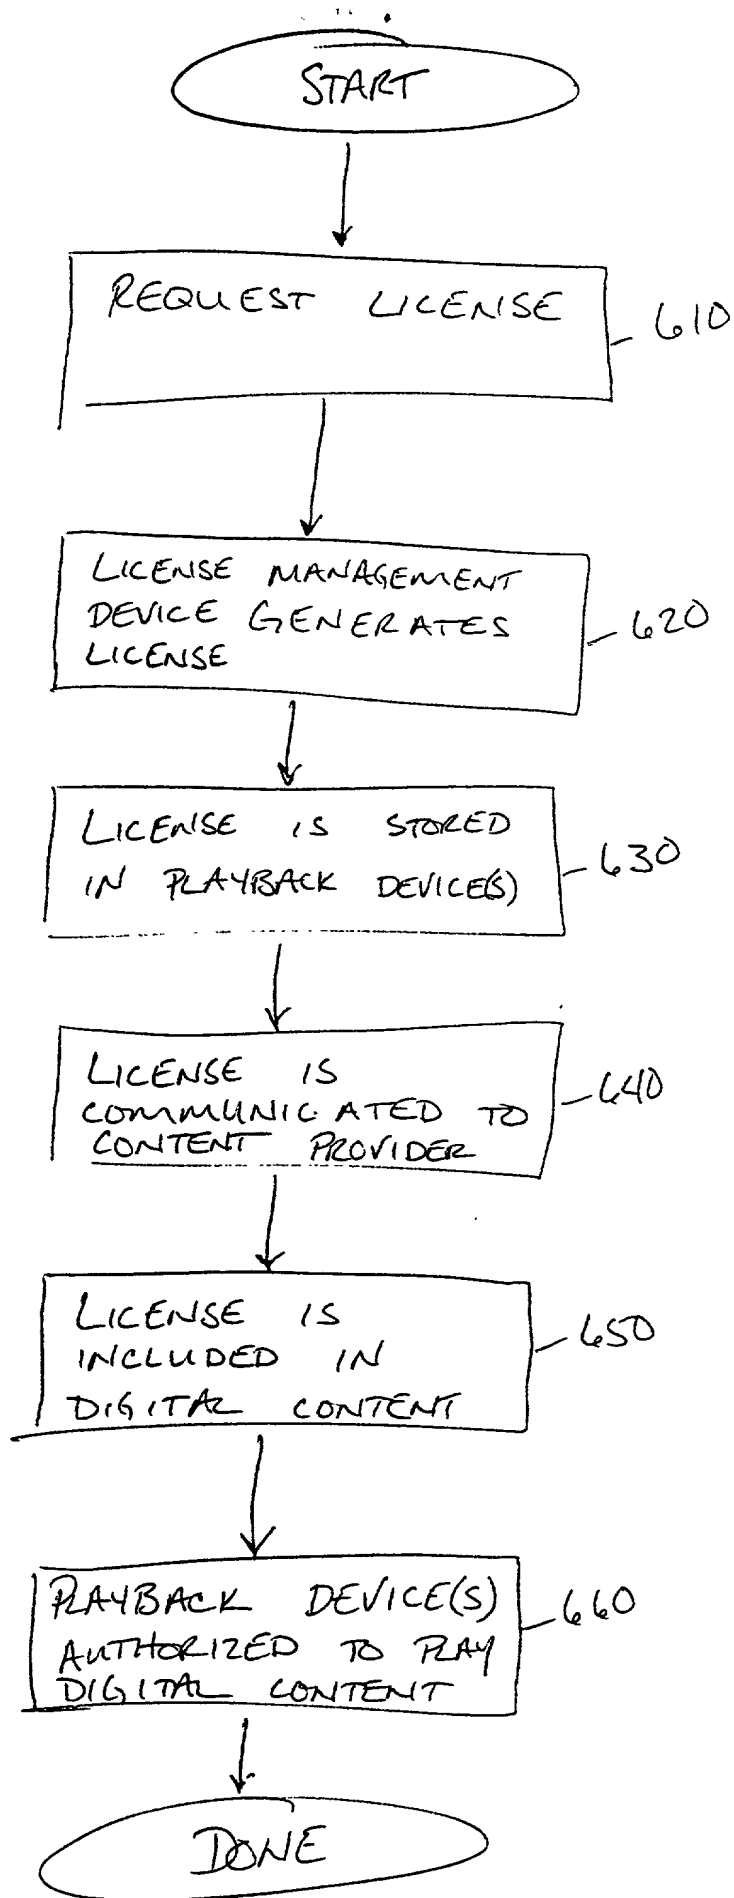 START
REQUEST LICENSE
610
LICENSE MANAGEMENT
DEVICE GENERATES
LICENSE
620
LICENSE IS STORED
IN PLAYBACK DEVICE(S)
630
LICENSE IS
COMMUNICATED TO
CONTENT PROVIDER
640
LICENSE IS
INCLUDED IN
DIGITAL CONTENT
650
PLAYBACK DEVICE(S)
AUTHORIZED TO PLAY
DIGITAL CONTENT
660
DONE